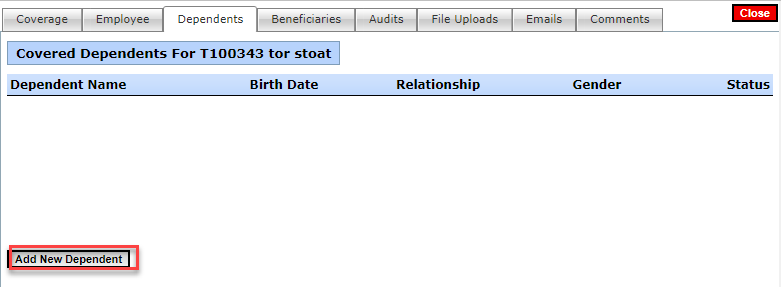 Coverage Employee Dependents Beneficiaries Audits File Uploads Emails Comments Close
Covered Dependents For T100343 tor stoat
Dependent Name Birth Date Relationship Gender Status
Add New Dependent